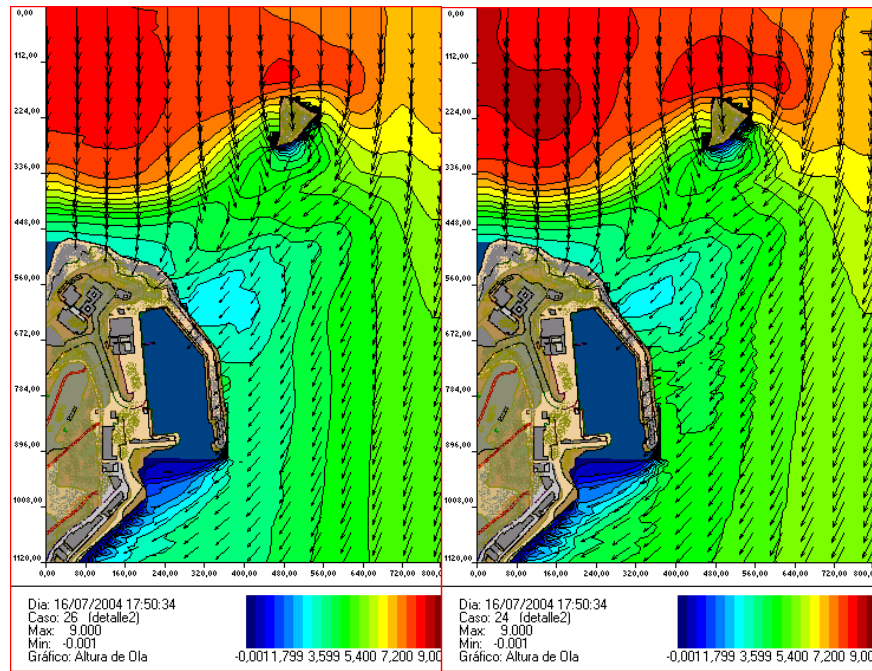 0,00
112,00
224,00
336,00
448,00
560,00
672,00
784,00
896,00
1008,00
1120,00
0,00 80,00 160,00 240,00 320,00 400,00 480,00 560,00 640,00 720,00 800,0
Dia: 16/07/2004 17:50:34
Caso: 26 (detalle2)
Max: 9.000
Min: -0.001
Gráfico: Altura de Ola
-0,001 1,799 3,599 5,400 7,200 9,00
0,00
112,00
224,00
336,00
448,00
560,00
672,00
784,00
896,00
1008,00
1120,00
0,00 80,00 160,00 240,00 320,00 400,00 480,00 560,00 640,00 720,00 800,
Dia: 16/07/2004 17:50:34
Caso: 24 (detalle2)
Max: 9.000
Min: -0.001
Gráfico: Altura de Ola
-0,001 1,799 3,599 5,400 7,200 9,00